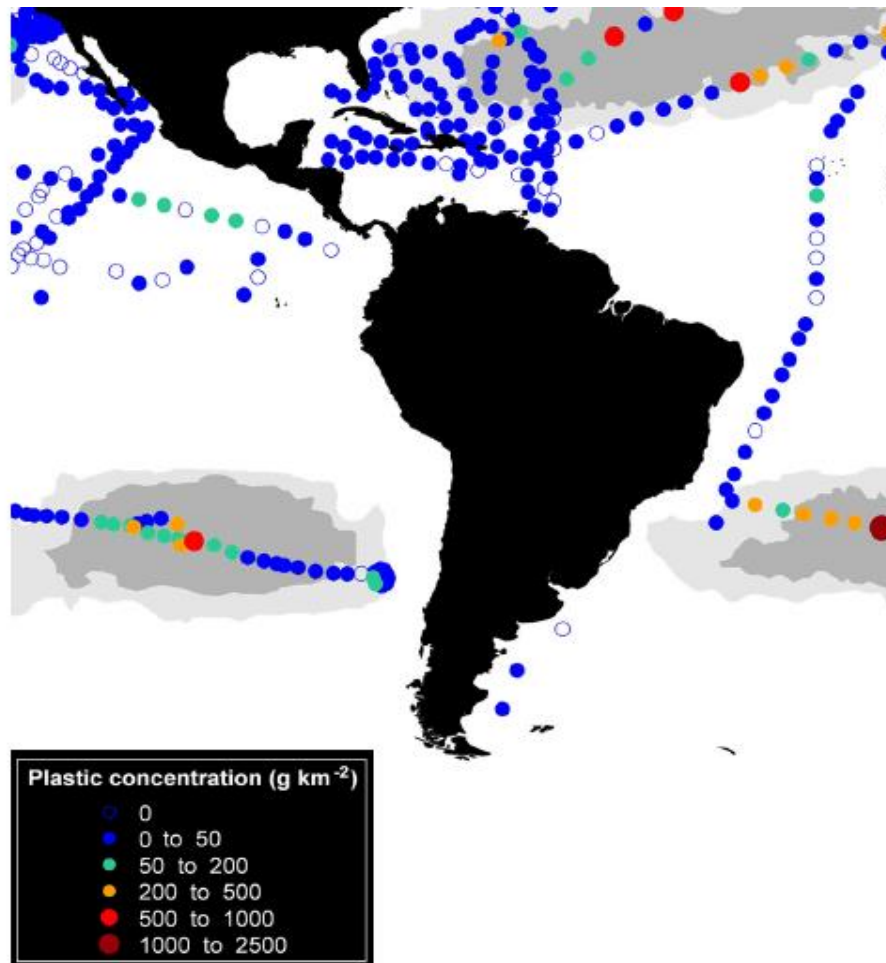 Plastic concentration (g km-2)
0
0 to 50
50 to 200
200 to 500
500 to 1000
1000 to 2500